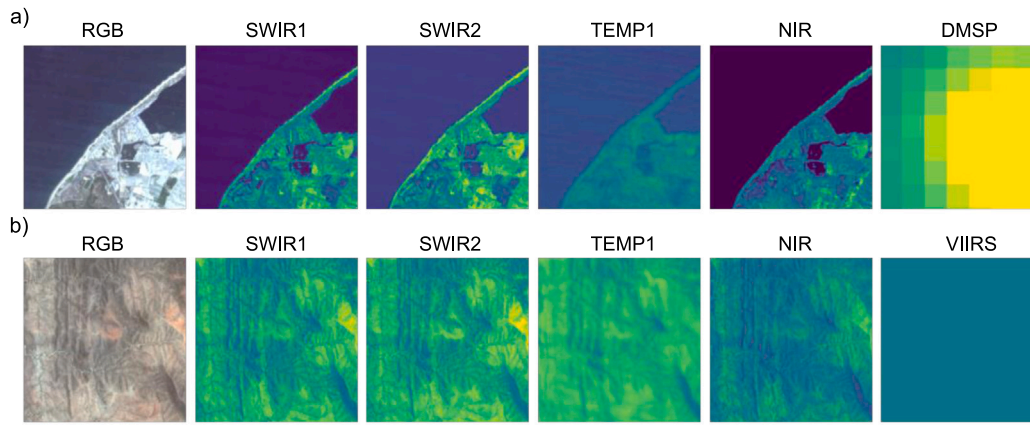 a)
RGB SWIR1 SWIR2 TEMP1 NIR DMSP
b)
RGB SWIR1 SWIR2 TEMP1 NIR VIIRS